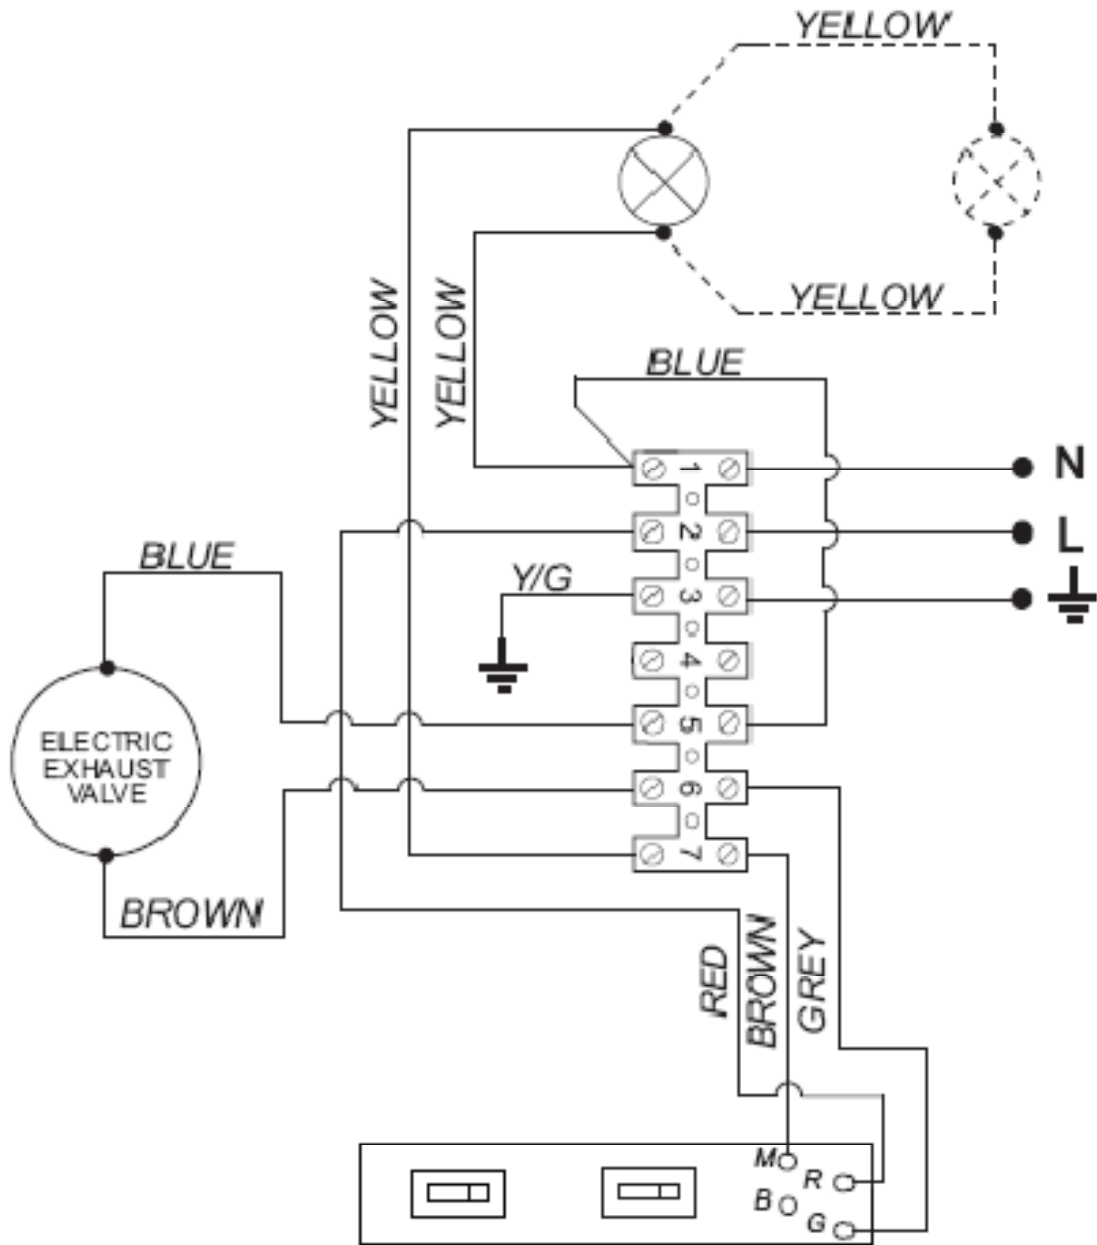 YELLOW
YELLOW
YELLOW
YELLOW
BLUE
1
N
2
L
BLUE
Y/G
3
4
5
ELECTRIC
EXHAUST
VALVE
6
7
BROWN
RED
BROWN
GREY
M
R
B
G